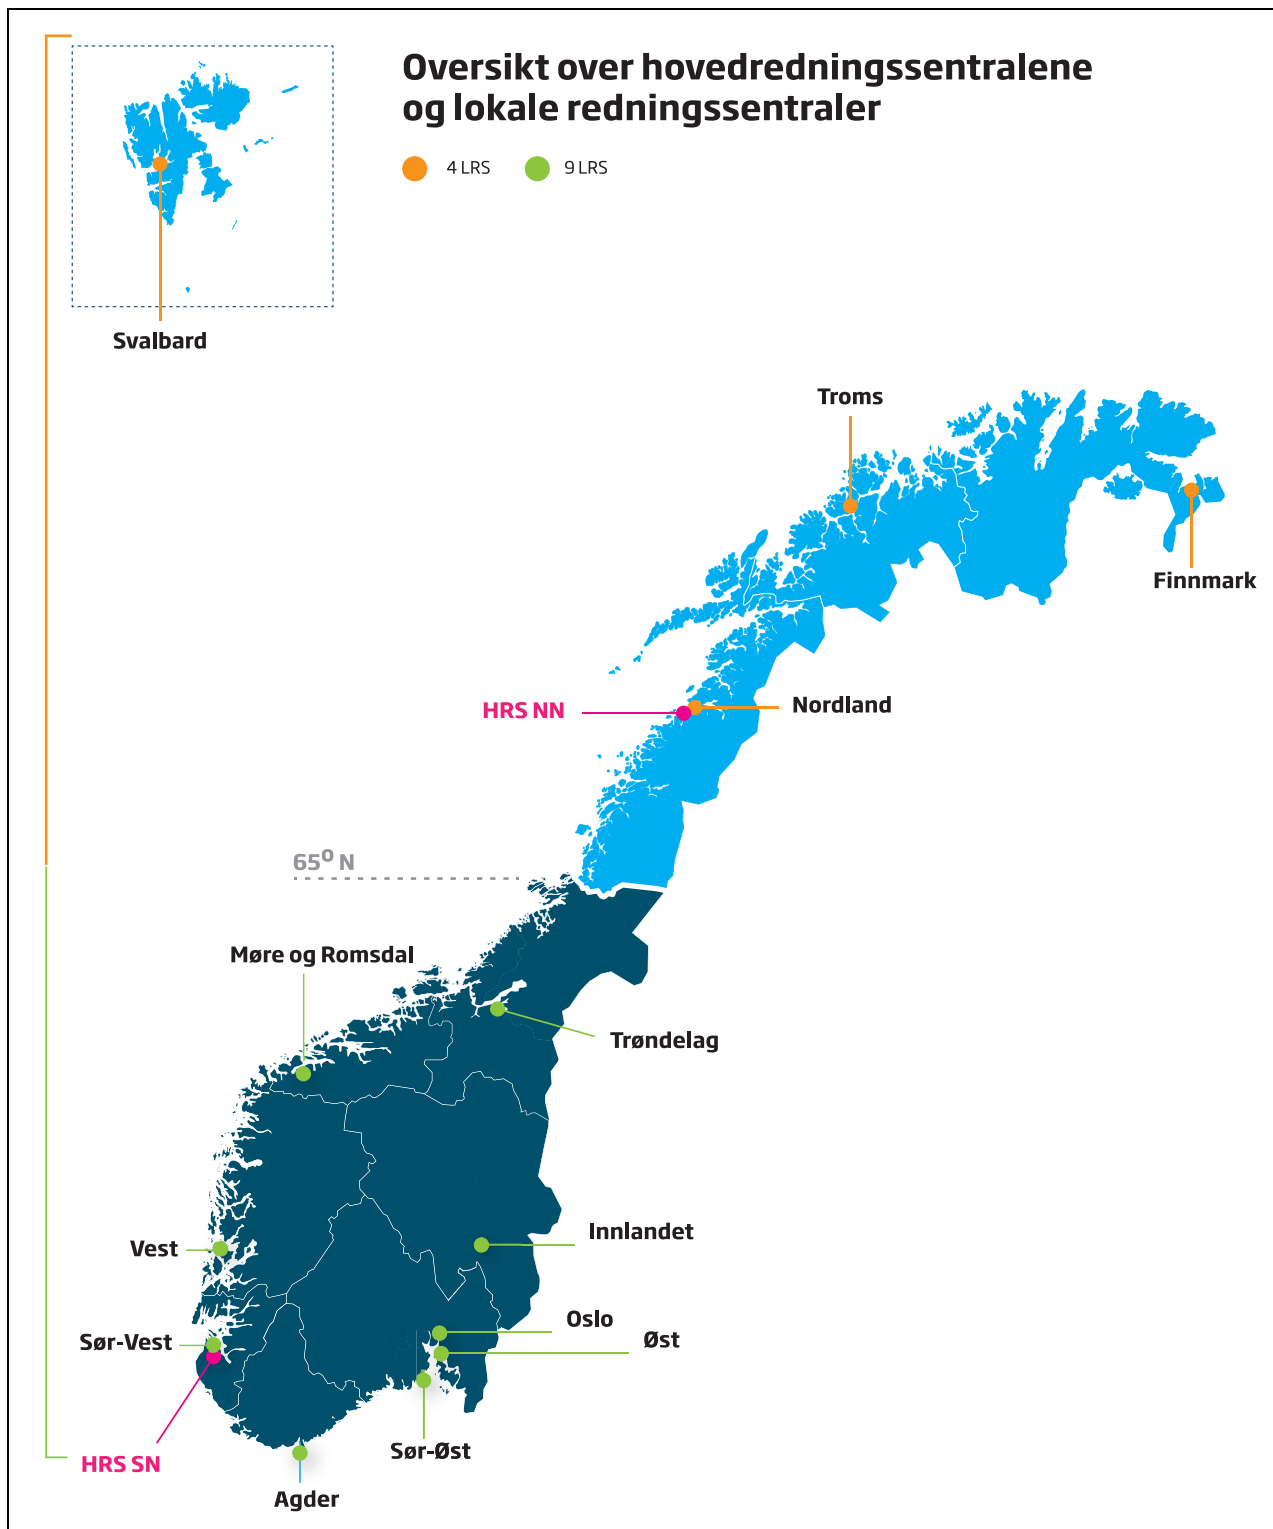 Oversikt over hovedredningssentralene
og lokale redningssentraler
4 LRS
9 LRS
Svalbard
Troms
Finnmark
HRS NN
Nordland
65º N
Møre og Romsdal
Trøndelag
Innlandet
Vest
Oslo
Øst
Sør-Vest
Sør-Øst
HRS SN
Agder